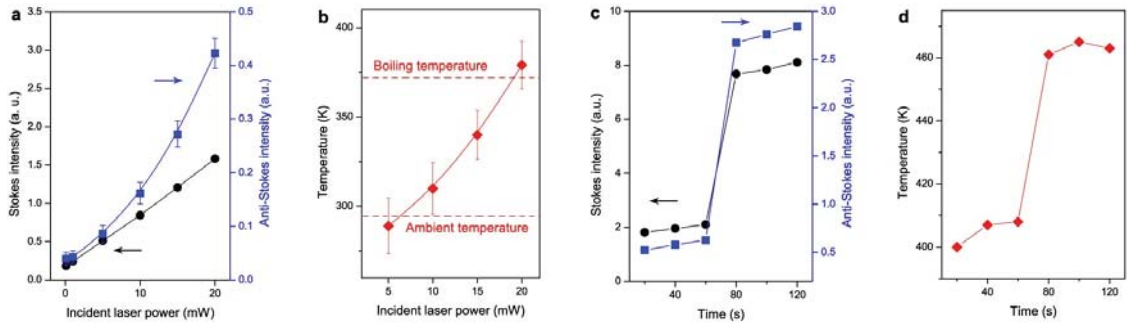 a
Stokes intensity (a. u.)
3.5
3.0
2.5
2.0
1.5
1.0
0.5
0.0
0
10
20
Incident laser power (mW)
0.5
0.4
0.3
0.2
0.1
0.0
Anti-Stokes intensity (a.u.)
b
Temperature (K)
400
350
300
Boiling temperature
Ambient temperature
5
10
15
20
Incident laser power (mW)
c
Stokes intensity (a.u.)
10
8
6
4
2
0
40
80
120
Time (s)
3.0
2.5
2.0
1.5
1.0
0.5
Anti-Stokes intensity (a.u.)
d
Temperature (K)
460
440
420
400
40
80
120
Time (s)